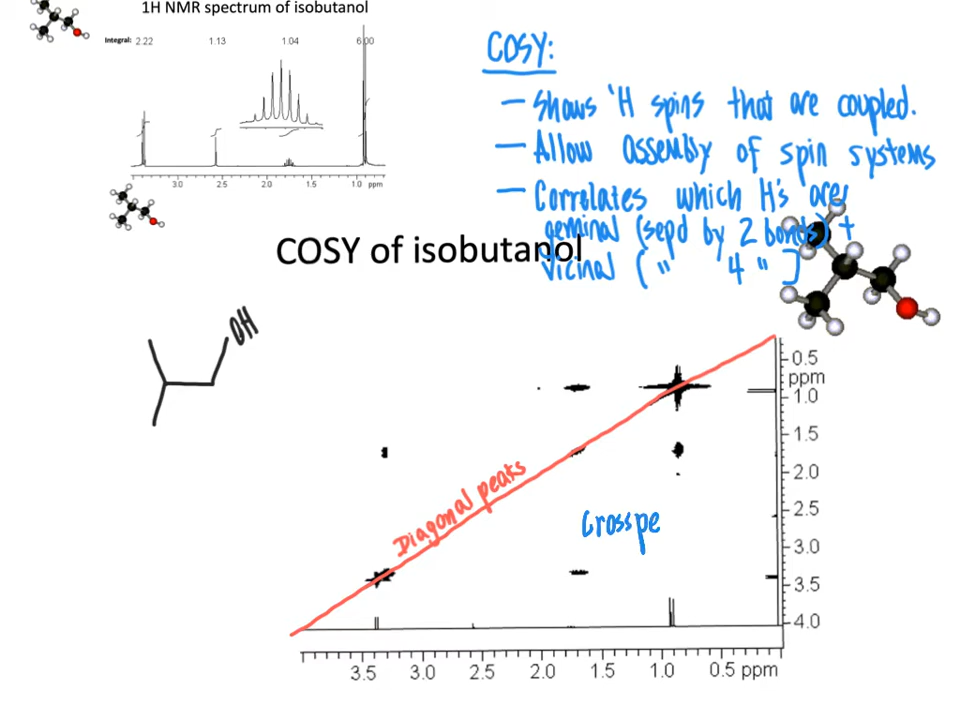 1H NMR spectrum of isobutanol
Integral: 2.22 1.13 1.04 6.00
3.0 2.5 2.0 1.5 1.0 ppm
COSY:
– Shows 'H spins that are coupled.
– Allow assembly of spin systems
– Correlates which H's are
geminal (sepd by 2 bonds) +
vicinal ( " 4 " )
COSY of isobutanol
OH
Diagonal peaks
Crosspe
0.5
ppm
1.0
1.5
2.0
2.5
3.0
3.5
4.0
3.5 3.0 2.5 2.0 1.5 1.0 0.5 ppm